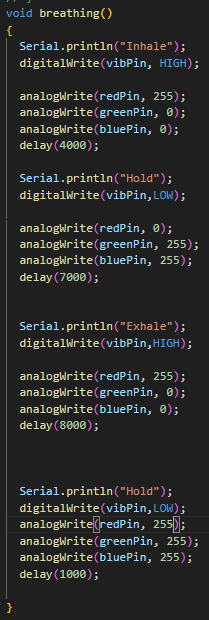 void breathing()
{
Serial.println("Inhale");
digitalWrite(vibPin, HIGH);
analogWrite(redPin, 255);
analogWrite(greenPin, 0);
analogWrite(bluePin, 0);
delay(4000);
Serial.println("Hold");
digitalWrite(vibPin,LOW);
analogWrite(redPin, 0);
analogWrite(greenPin, 255);
analogWrite(bluePin, 255);
delay(7000);
Serial.println("Exhale");
digitalWrite(vibPin,HIGH);
analogWrite(redPin, 255);
analogWrite(greenPin, 0);
analogWrite(bluePin, 0);
delay(8000);
Serial.println("Hold");
digitalWrite(vibPin,LOW);
analogWrite(redPin, 255);
analogWrite(greenPin, 255);
analogWrite(bluePin, 255);
delay(1000);
}